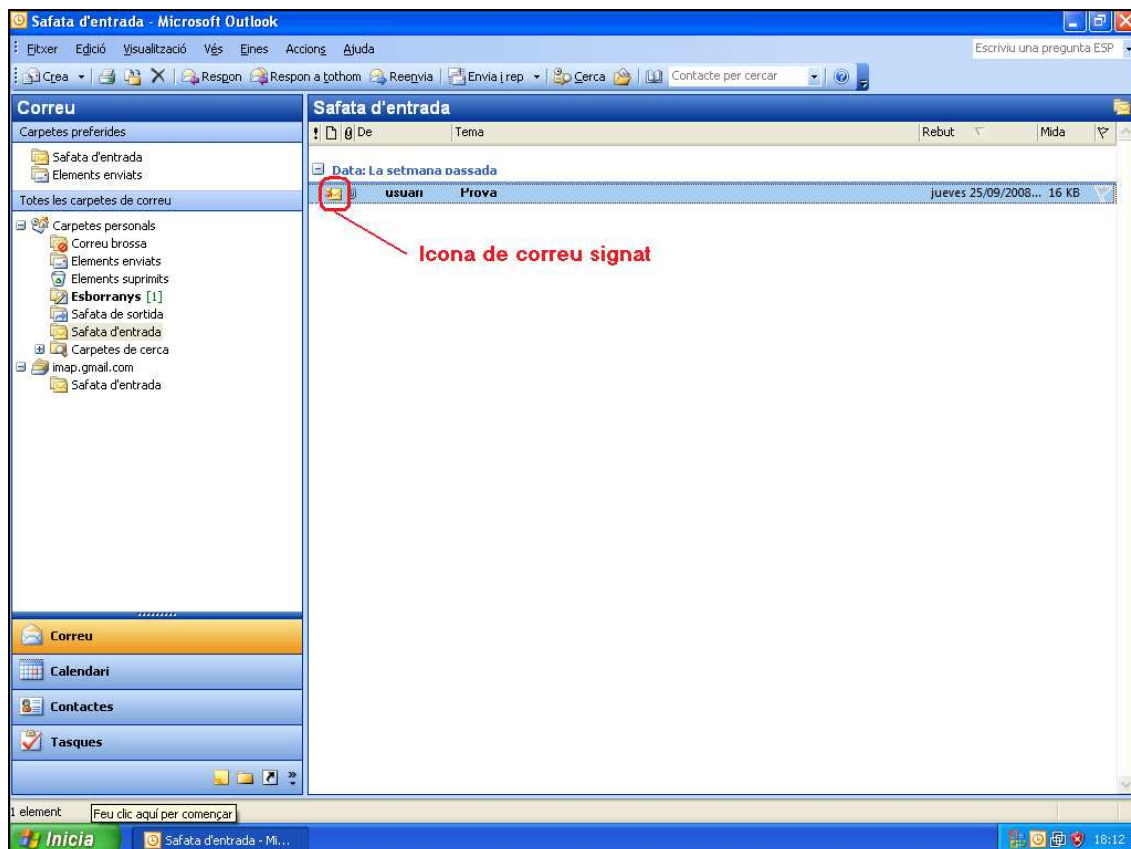 Safata d'entrada - Microsoft Outlook
Fitxer Edició Visualització Vés Eines Accions Ajuda Escriviu una pregunta ESP
Crea Respon Respon a tothom Reenvia Envia i rep Cerca Contacte per cercar
Correu
Carpetes preferides
Safata d'entrada
Elements enviats
Totes les carpetes de correu
Carpetes personals
Correu brossa
Elements enviats
Elements suprimits
Esborranys [1]
Safata de sortida
Safata d'entrada
Carpetes de cerca
imap.gmail.com
Safata d'entrada
Correu
Calendari
Contactes
Tasques
Safata d'entrada
De Tema Rebut Mida
Data: La setmana passada
usuari Prova jueves 25/09/2008... 16 KB
Icona de correu signat
1 element
Feu clic aquí per començar
Inicia Safata d'entrada - Mi... 18:12